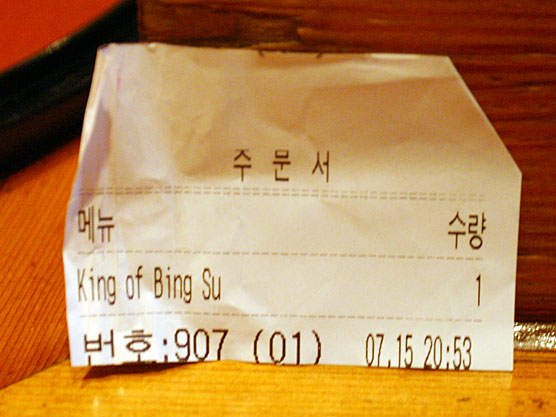 주 문 서
메뉴 수량
King of Bing Su 1
번호:907 (01) 07.15 20:53